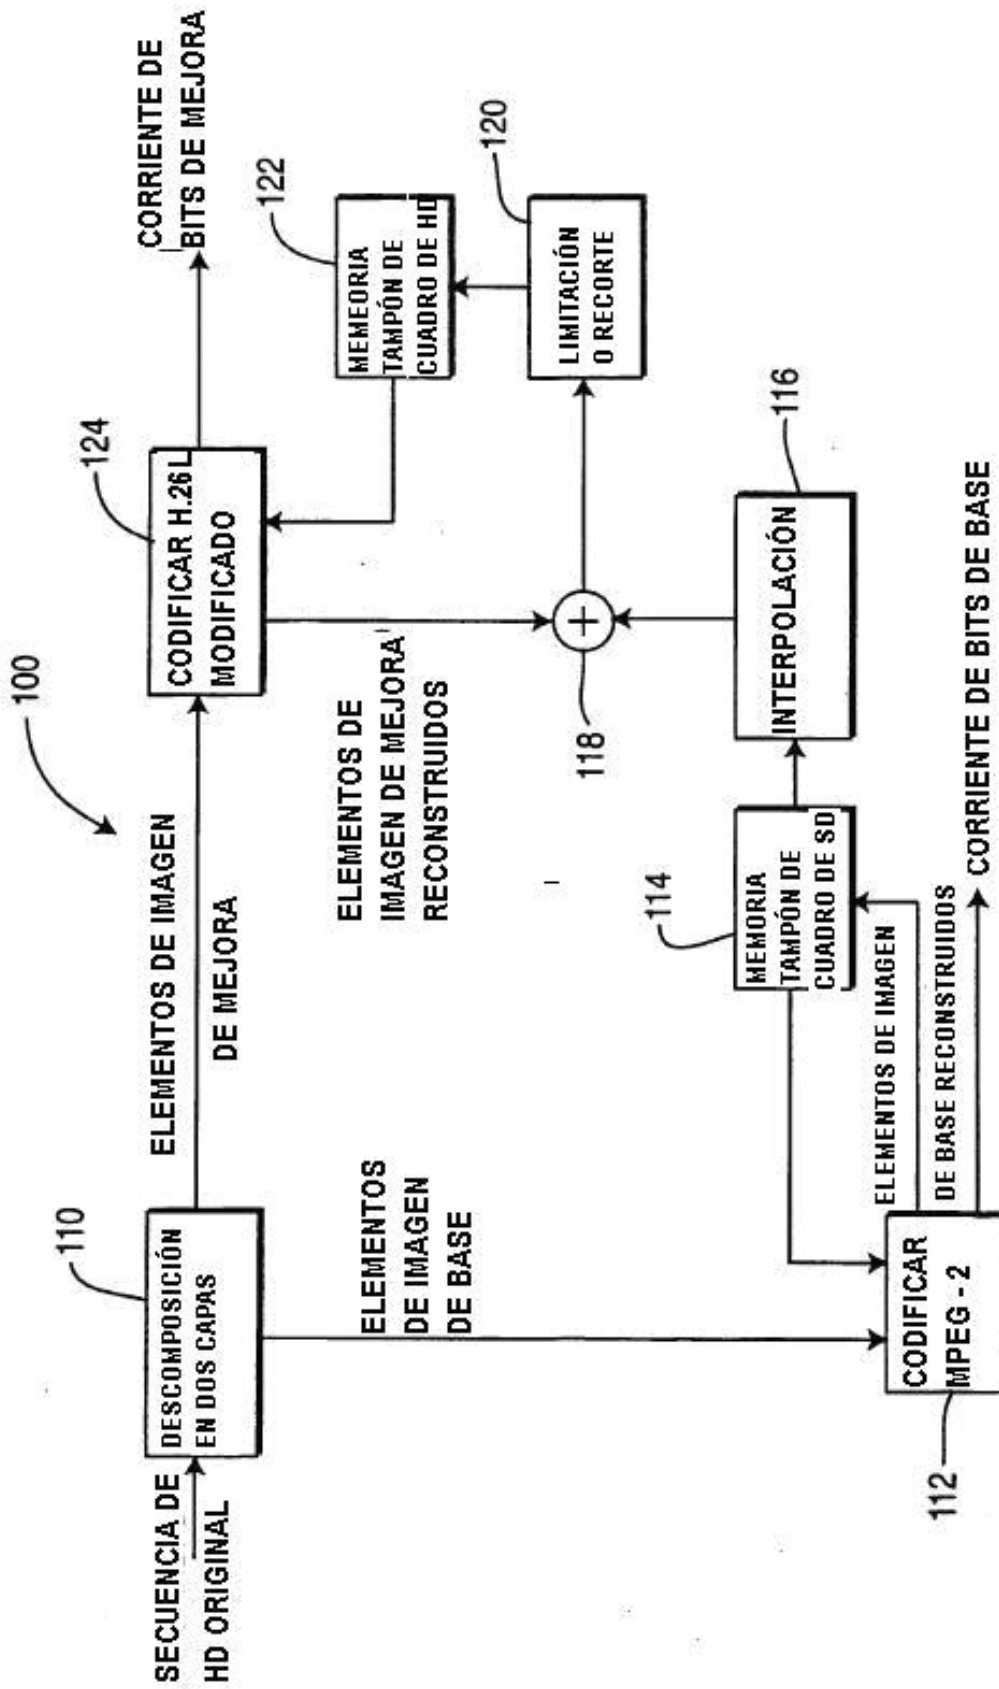 100
SECUENCIA DE
HD ORIGINAL
110
DESCOMPOSICIÓN
EN DOS CAPAS
ELEMENTOS DE IMAGEN
DE MEJORA
124
CODIFICAR H.26L
MODIFICADO
CORRIENTE DE
BITS DE MEJORA
122
MEMEORIA
TAMPÓN DE
CUADRO DE HD
120
LIMITACIÓN
O RECORTE
ELEMENTOS DE
IMAGEN DE MEJORA
RECONSTRUIDOS
118
+
ELEMENTOS
DE IMAGEN
DE BASE
114
MEMORIA
TAMPÓN DE
CUADRO DE SD
116
INTERPOLACIÓN
112
CODIFICAR
MPEG - 2
ELEMENTOS DE IMAGEN
DE BASE RECONSTRUIDOS
CORRIENTE DE BITS DE BASE